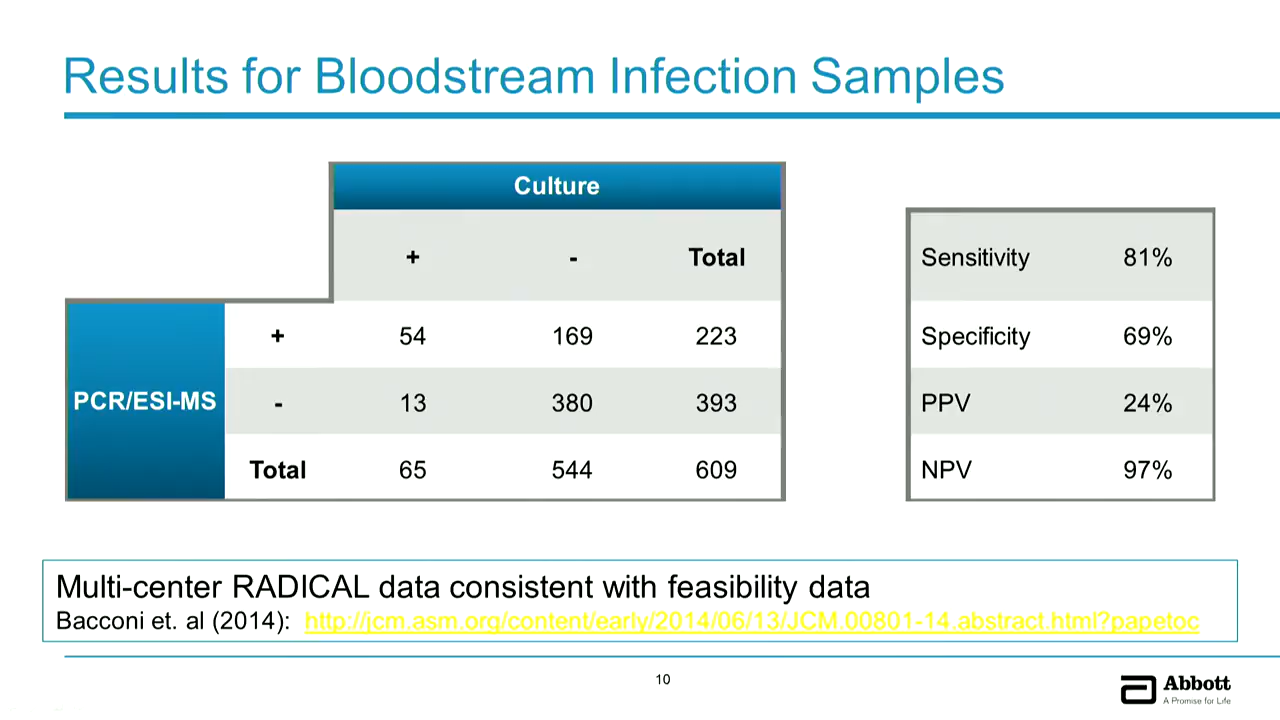 Results for Bloodstream Infection Samples
Culture
+ - Total
Sensitivity 81%
+ 54 169 223
Specificity 69%
PCR/ESI-MS
- 13 380 393
PPV 24%
Total 65 544 609
NPV 97%
Multi-center RADICAL data consistent with feasibility data
Bacconi et. al (2014): http://jcm.asm.org/content/early/2014/06/13/JCM.00801-14.abstract.html?papetoc
10
Abbott
A Promise for Life